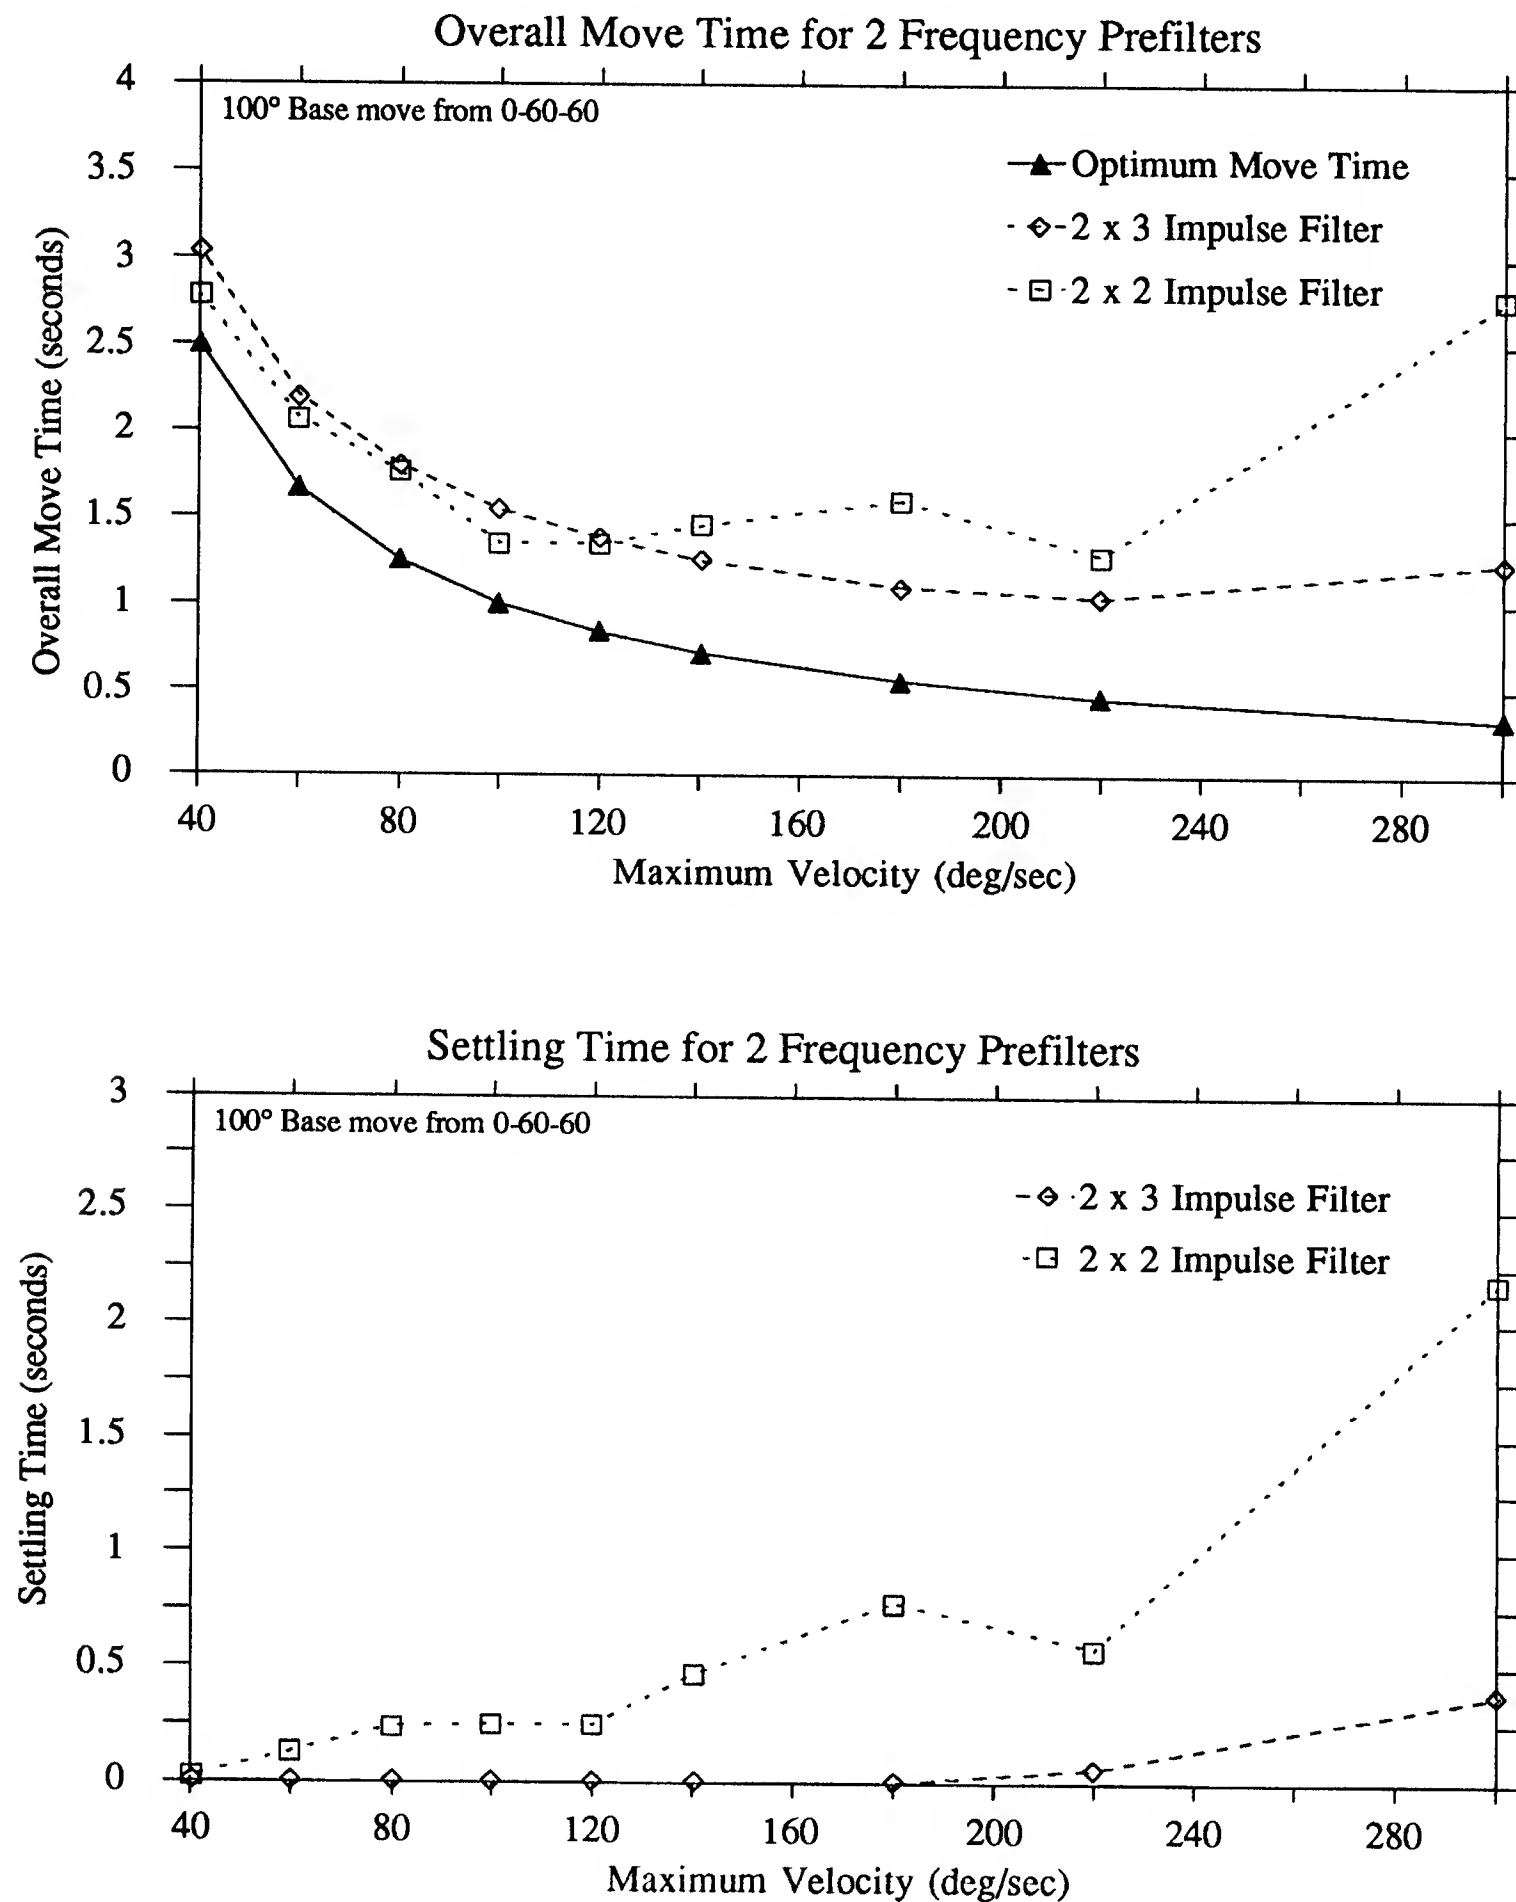 Overall Move Time for 2 Frequency Prefilters
100° Base move from 0-60-60
Optimum Move Time
2 x 3 Impulse Filter
2 x 2 Impulse Filter
Overall Move Time (seconds)
4
3.5
3
2.5
2
1.5
1
0.5
0
40 80 120 160 200 240 280
Maximum Velocity (deg/sec)
Settling Time for 2 Frequency Prefilters
100° Base move from 0-60-60
2 x 3 Impulse Filter
2 x 2 Impulse Filter
Settling Time (seconds)
3
2.5
2
1.5
1
0.5
0
40 80 120 160 200 240 280
Maximum Velocity (deg/sec)